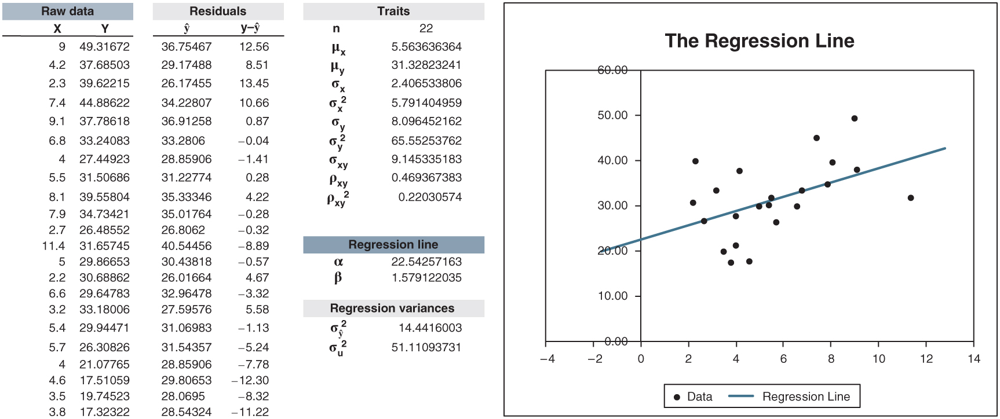 Raw data
X Y
9 49.31672
4.2 37.68503
2.3 39.62215
7.4 44.88622
9.1 37.78618
6.8 33.24083
4 27.44923
5.5 31.50686
8.1 39.55804
7.9 34.73421
2.7 26.48552
11.4 31.65745
5 29.86653
2.2 30.68862
6.6 29.64783
3.2 33.18006
5.4 29.94471
5.7 26.30826
4 21.07765
4.6 17.51059
3.5 19.74523
3.8 17.32322
Residuals
ŷ y–ŷ
36.75467 12.56
29.17488 8.51
26.17455 13.45
34.22807 10.66
36.91258 0.87
33.2806 –0.04
28.85906 –1.41
31.22774 0.28
35.33346 4.22
35.01764 –0.28
26.8062 –0.32
40.54456 –8.89
30.43818 –0.57
26.01664 4.67
32.96478 –3.32
27.59576 5.58
31.06983 –1.13
31.54357 –5.24
28.85906 –7.78
29.80653 –12.30
28.0695 –8.32
28.54324 –11.22
Traits
n 22
μx 5.563636364
μy 31.32823241
σx 2.406533806
σx² 5.791404959
σy 8.096452162
σy² 65.55253762
σxy 9.145335183
ρxy 0.469367383
ρxy² 0.22030574
Regression line
α 22.54257163
β 1.579122035
Regression variances
σŷ² 14.4416003
σu² 51.11093731
The Regression Line
60.00
50.00
40.00
30.00
20.00
10.00
0.00
–4 –2 0 2 4 6 8 10 12 14
Data Regression Line